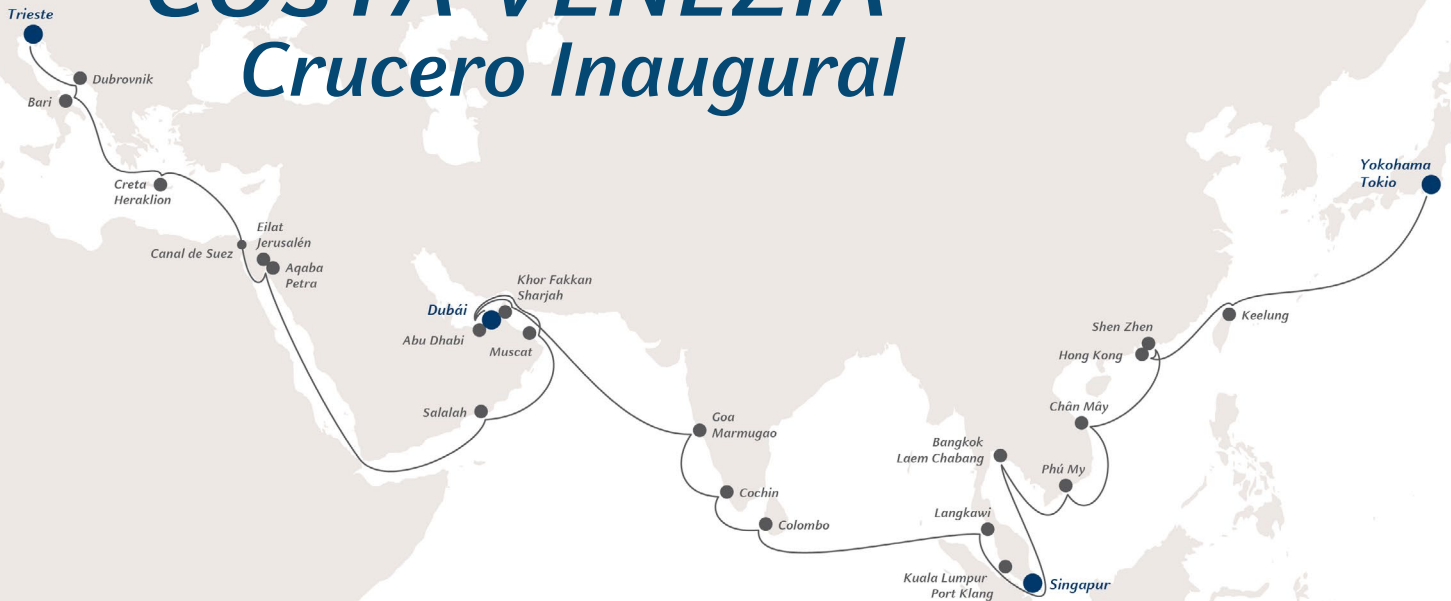 COSTA VENEZIA
Crucero Inaugural
Trieste
Dubrovnik
Bari
Creta
Heraklion
Canal de Suez
Eilat
Jerusalén
Aqaba
Petra
Dubái
Abu Dhabi
Khor Fakkan
Sharjah
Muscat
Salalah
Goa
Marmugao
Cochin
Colombo
Langkawi
Kuala Lumpur
Port Klang
Singapur
Bangkok
Laem Chabang
Phú My
Chân Mây
Shen Zhen
Hong Kong
Keelung
Yokohama
Tokio